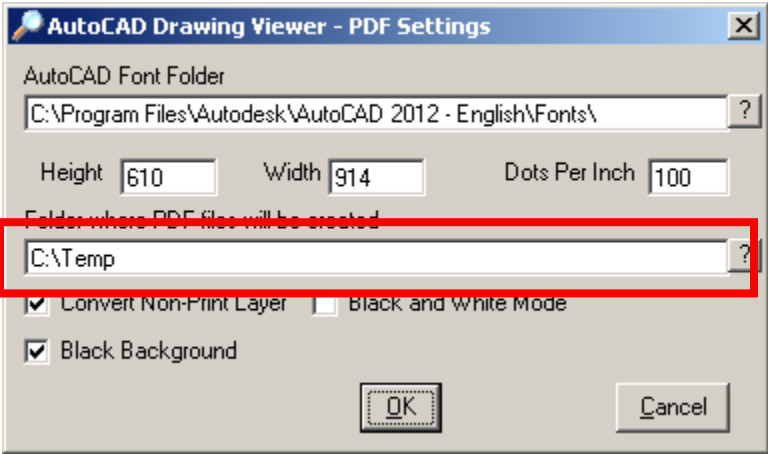 AutoCAD Drawing Viewer - PDF Settings
AutoCAD Font Folder
C:\Program Files\Autodesk\AutoCAD 2012 - English\Fonts\ ?
Height 610 Width 914 Dots Per Inch 100
Folder where PDF files will be created
C:\Temp ?
Convert Non-Print Layer Black and White Mode
Black Background
OK Cancel